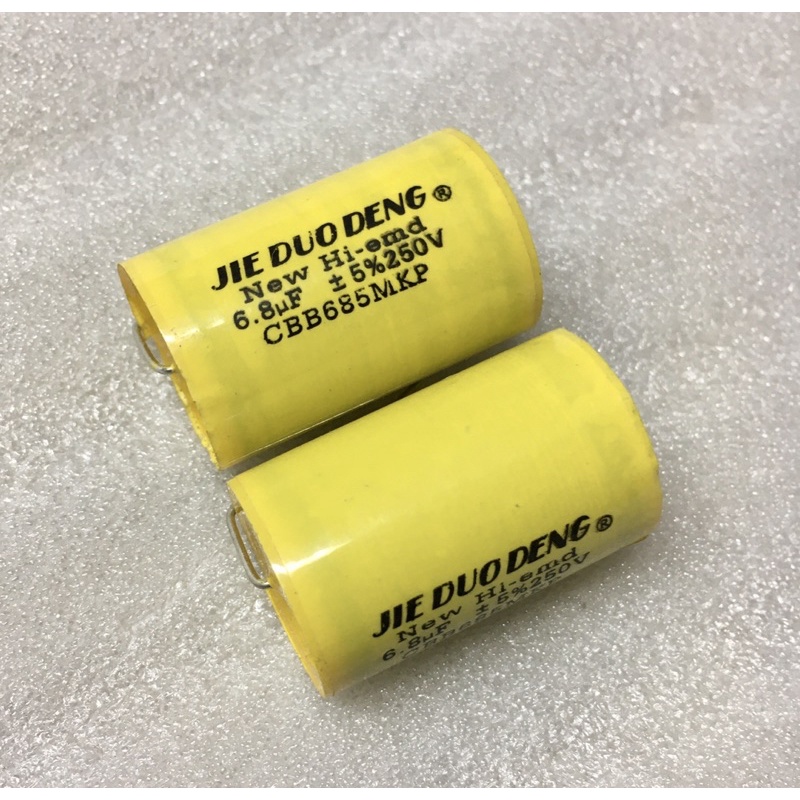 JIE DUO DENG ®
New Hi-emd
6.8µF ±5%250V
CBB685MKP
JIE DUO DENG ®
New Hi-emd
6.8µF ±5%250V